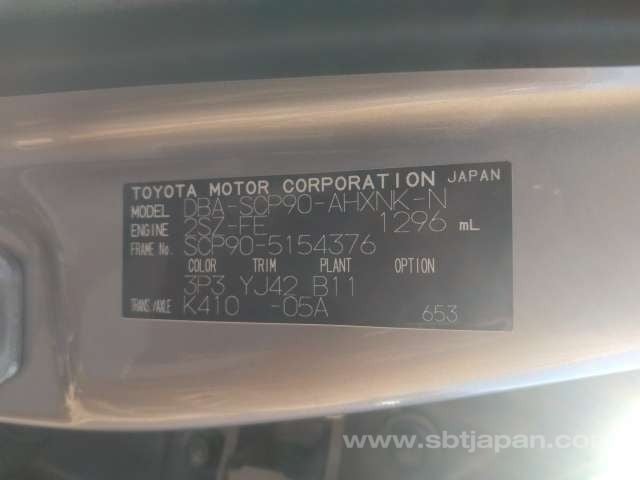 TOYOTA MOTOR CORPORATION JAPAN
MODEL DBA-SCP90-AHXNK-N
ENGINE 2SZ-FE 1296 mL
FRAME No. SCP90-5154376
COLOR TRIM PLANT OPTION
3P3 YJ42 B11
TRANS./AXLE K410 -05A
653
www.sbtjapan.com